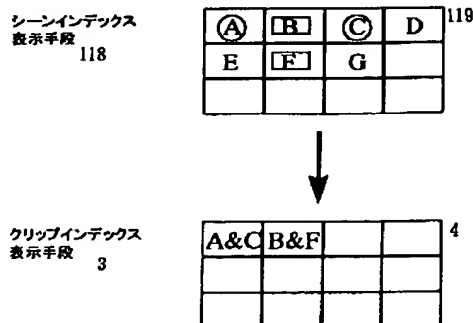 シーンインデックス
表示手段
118
119
A B C D
E F G
クリップインデックス
表示手段
3
4
A&C B&F